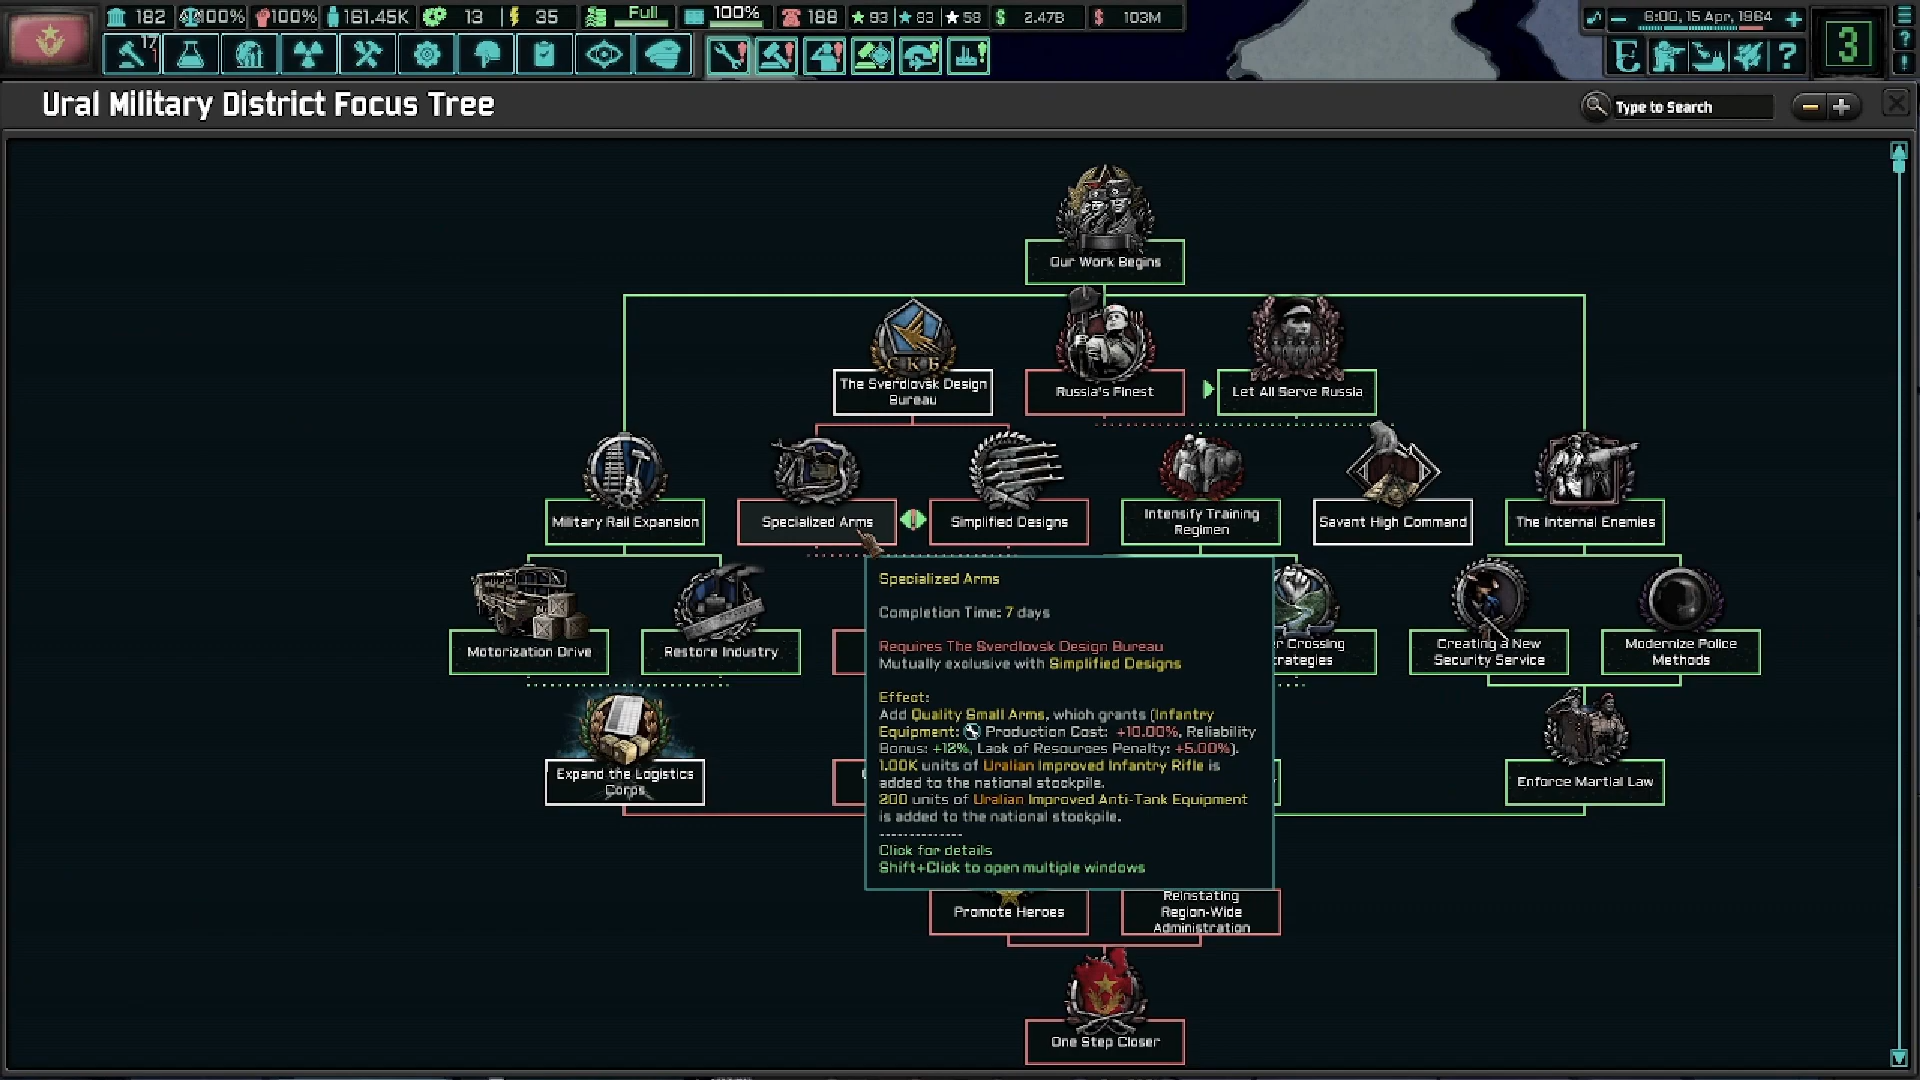 182
100%
100%
161.45K
13
35
Full
100%
188
93
83
58
$ 2.47B
$ 103M
6:00, 15 Apr, 1964
17
3
Ural Military District Focus Tree
Type to Search
Our Work Begins
The Sverdlovsk Design
Bureau
СКБ
Russia's Finest
Let All Serve Russia
Military Rail Expansion
Specialized Arms
Simplified Designs
Intensify Training
Regimen
Savant High Command
The Internal Enemies
Motorization Drive
Restore Industry
er Crossing
trategies
Creating a New
Security Service
Modernize Police
Methods
Expand the Logistics
Corps
Enforce Martial Law
Specialized Arms
Completion Time: 7 days
Requires The Sverdlovsk Design Bureau
Mutually exclusive with Simplified Designs
Effect:
Add Quality Small Arms, which grants (Infantry
Equipment: Production Cost: +10.00%, Reliability
Bonus: +12%, Lack of Resources Penalty: +5.00%).
1.00K units of Uralian Improved Infantry Rifle is
added to the national stockpile.
200 units of Uralian Improved Anti-Tank Equipment
is added to the national stockpile.
--------------
Click for details
Shift+Click to open multiple windows
Promote Heroes
Reinstating
Region-Wide
Administration
One Step Closer